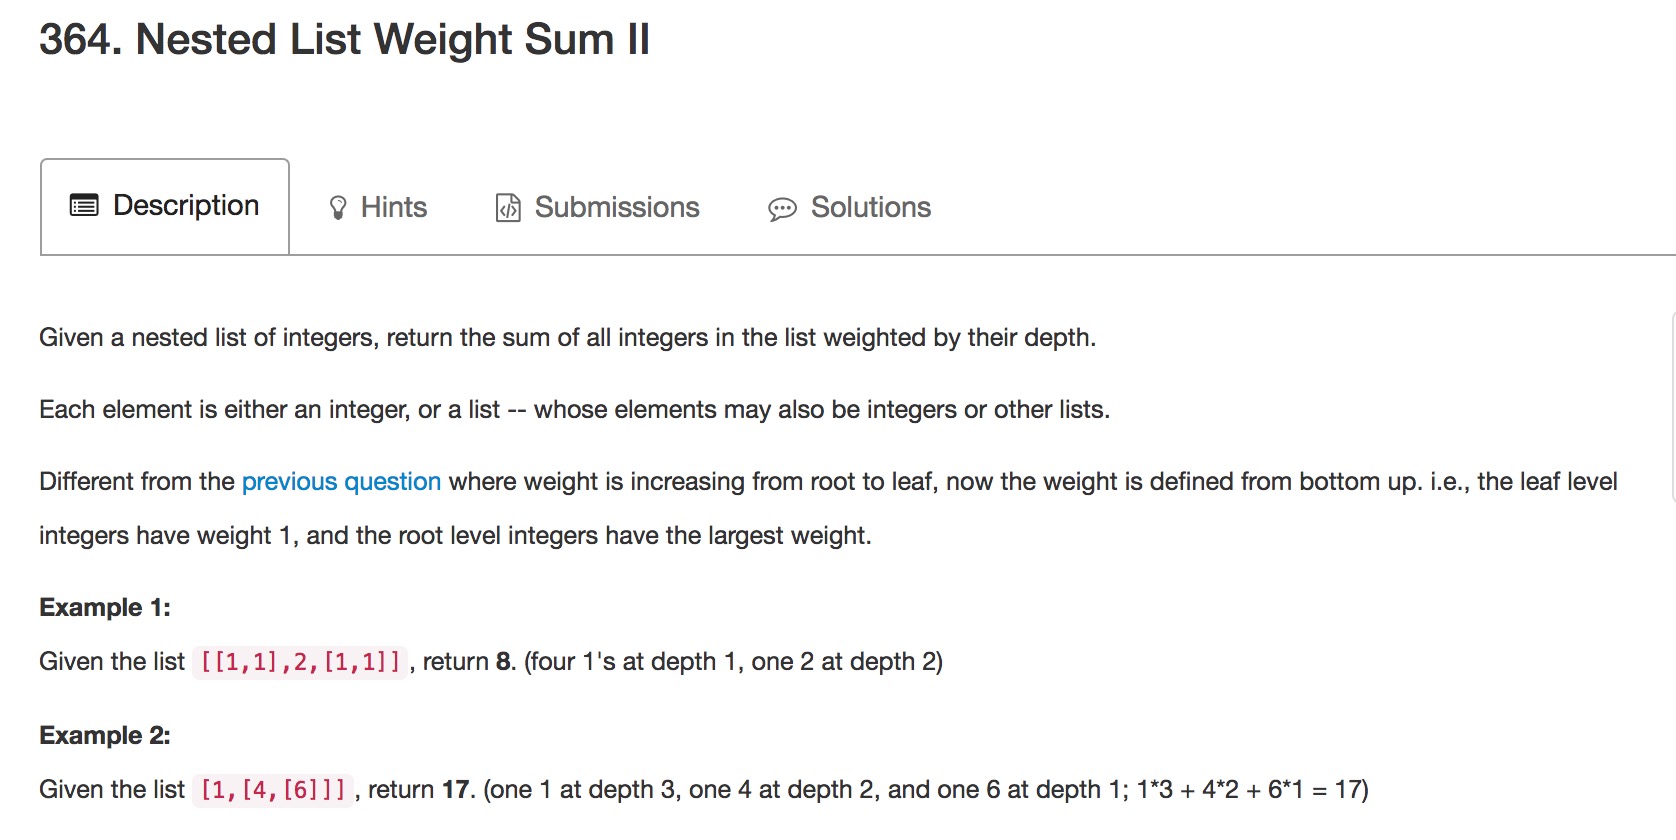 364. Nested List Weight Sum II
Description
Hints
Submissions
Solutions
Given a nested list of integers, return the sum of all integers in the list weighted by their depth.
Each element is either an integer, or a list -- whose elements may also be integers or other lists.
Different from the previous question where weight is increasing from root to leaf, now the weight is defined from bottom up. i.e., the leaf level
integers have weight 1, and the root level integers have the largest weight.
Example 1:
Given the list [[1,1],2,[1,1]], return 8. (four 1's at depth 1, one 2 at depth 2)
Example 2:
Given the list [1,[4,[6]]], return 17. (one 1 at depth 3, one 4 at depth 2, and one 6 at depth 1; 1*3 + 4*2 + 6*1 = 17)